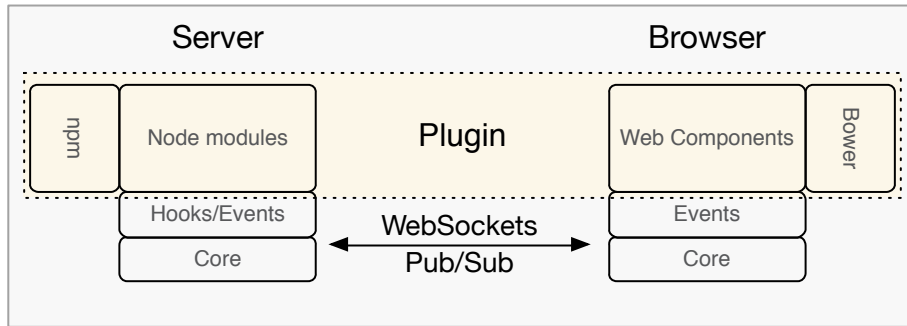 Server
Browser
npm
Node modules
Plugin
Web Components
Bower
Hooks/Events
WebSockets
Events
Core
Pub/Sub
Core